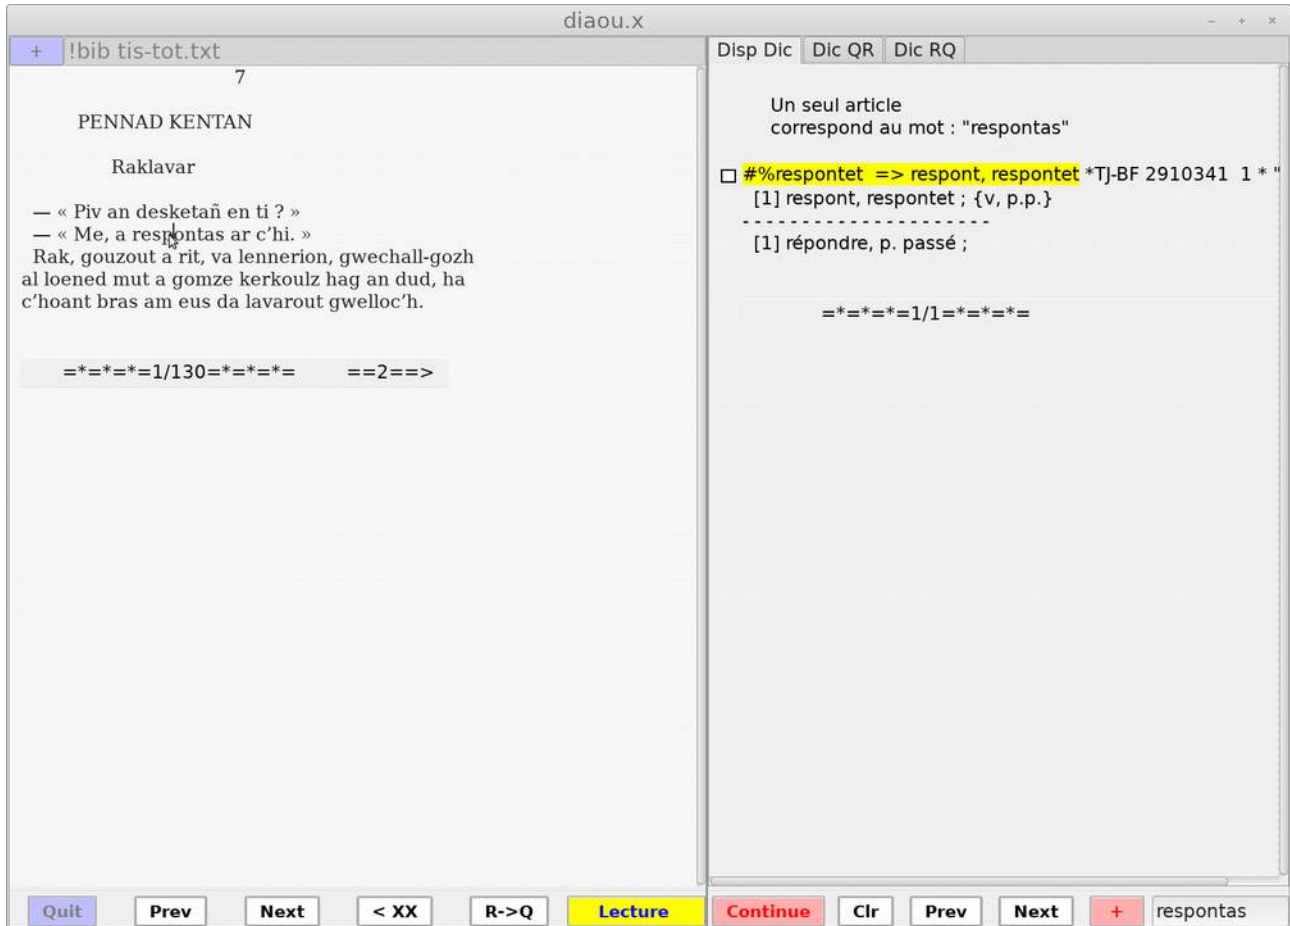 diaou.x
+ !bib tis-tot.txt
7
PENNAD KENTAN
Raklavar
— « Piv an desketañ en ti ? »
— « Me, a respontas ar c’hi. »
Rak, gouzout a rit, va lennerion, gwechall-gozh
al loened mut a gomze kerkoulz hag an dud, ha
c’hoant bras am eus da lavarout gwelloc’h.
=*=*=*=1/130=*=*=*= ==2==>
Quit Prev Next < XX R->Q Lecture
Disp Dic Dic QR Dic RQ
Un seul article
correspond au mot : "respontas"
#%respontet => respont, respontet *TJ-BF 2910341 1 * "
[1] respont, respontet ; {v, p.p.}
- - - - - - - - - - - - - - - - - - - - - -
[1] répondre, p. passé ;
=*=*=*=1/1=*=*=*=
Continue Clr Prev Next + respontas